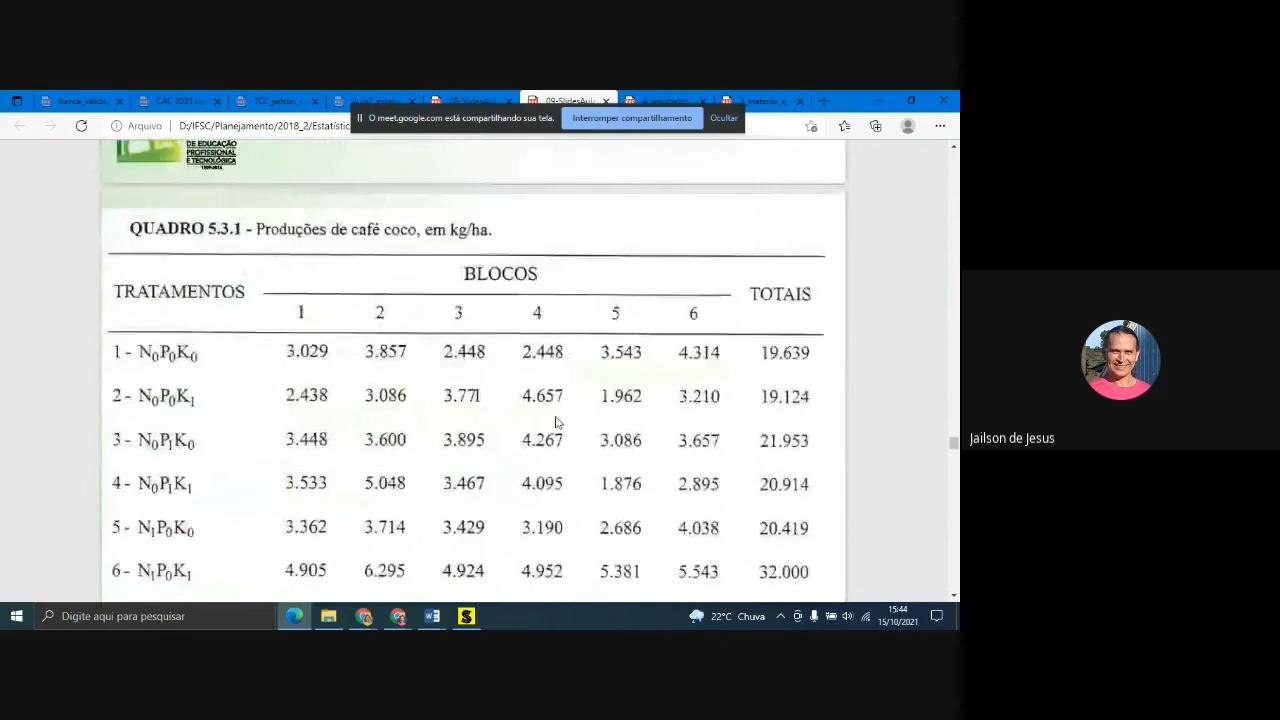 banca_valida
CAC 2021 co
TCC_jailson_
09-SlidesAula
O meet.google.com está compartilhando sua tela.
Interromper compartilhamento
Ocultar
Arquivo
D:/IFSC/Planejamento/2018_2/Estatístic
DE EDUCAÇÃO
PROFISSIONAL
E TECNOLÓGICA
QUADRO 5.3.1 - Produções de café coco, em kg/ha.
TRATAMENTOS BLOCOS TOTAIS
1 2 3 4 5 6
1 - N0P0K0 3.029 3.857 2.448 2.448 3.543 4.314 19.639
2 - N0P0K1 2.438 3.086 3.771 4.657 1.962 3.210 19.124
3 - N0P1K0 3.448 3.600 3.895 4.267 3.086 3.657 21.953
4 - N0P1K1 3.533 5.048 3.467 4.095 1.876 2.895 20.914
5 - N1P0K0 3.362 3.714 3.429 3.190 2.686 4.038 20.419
6 - N1P0K1 4.905 6.295 4.924 4.952 5.381 5.543 32.000
Jailson de Jesus
Digite aqui para pesquisar
22°C Chuva
15:44
15/10/2021